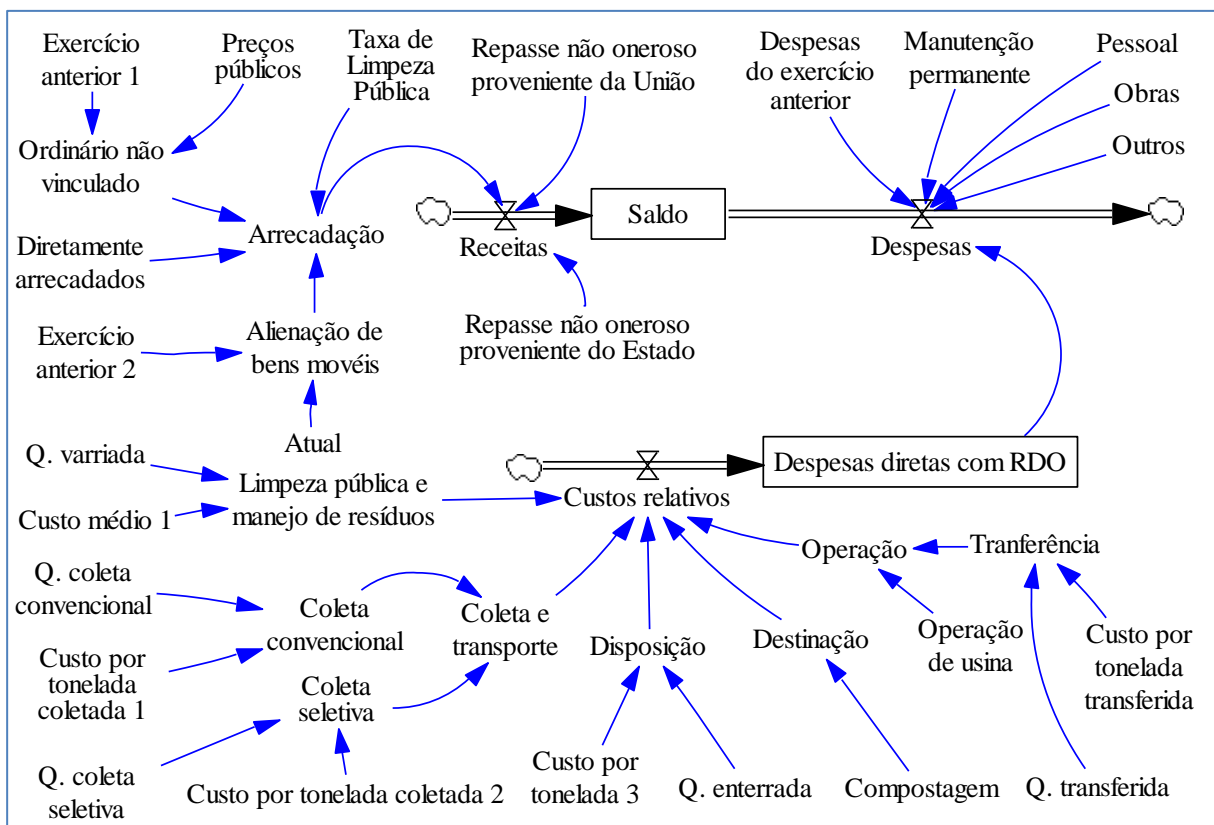 Exercício
anterior 1
Preços
públicos
Taxa de
Limpeza
Pública
Repasse não oneroso
proveniente da União
Despesas
do exercício
anterior
Manutenção
permanente
Pessoal
Obras
Outros
Ordinário não
vinculado
Saldo
Arrecadação
Receitas
Despesas
Diretamente
arrecadados
Repasse não oneroso
proveniente do Estado
Exercício
anterior 2
Alienação de
bens movéis
Atual
Q. varriada
Limpeza pública e
manejo de resíduos
Custo médio 1
Despesas diretas com RDO
Custos relativos
Operação
Tranferência
Q. coleta
convencional
Coleta
convencional
Coleta e
transporte
Disposição
Destinação
Operação
de usina
Custo por
tonelada
transferida
Custo por
tonelada
coletada 1
Coleta
seletiva
Q. coleta
seletiva
Custo por tonelada coletada 2
Custo por
tonelada 3
Q. enterrada
Compostagem
Q. transferida